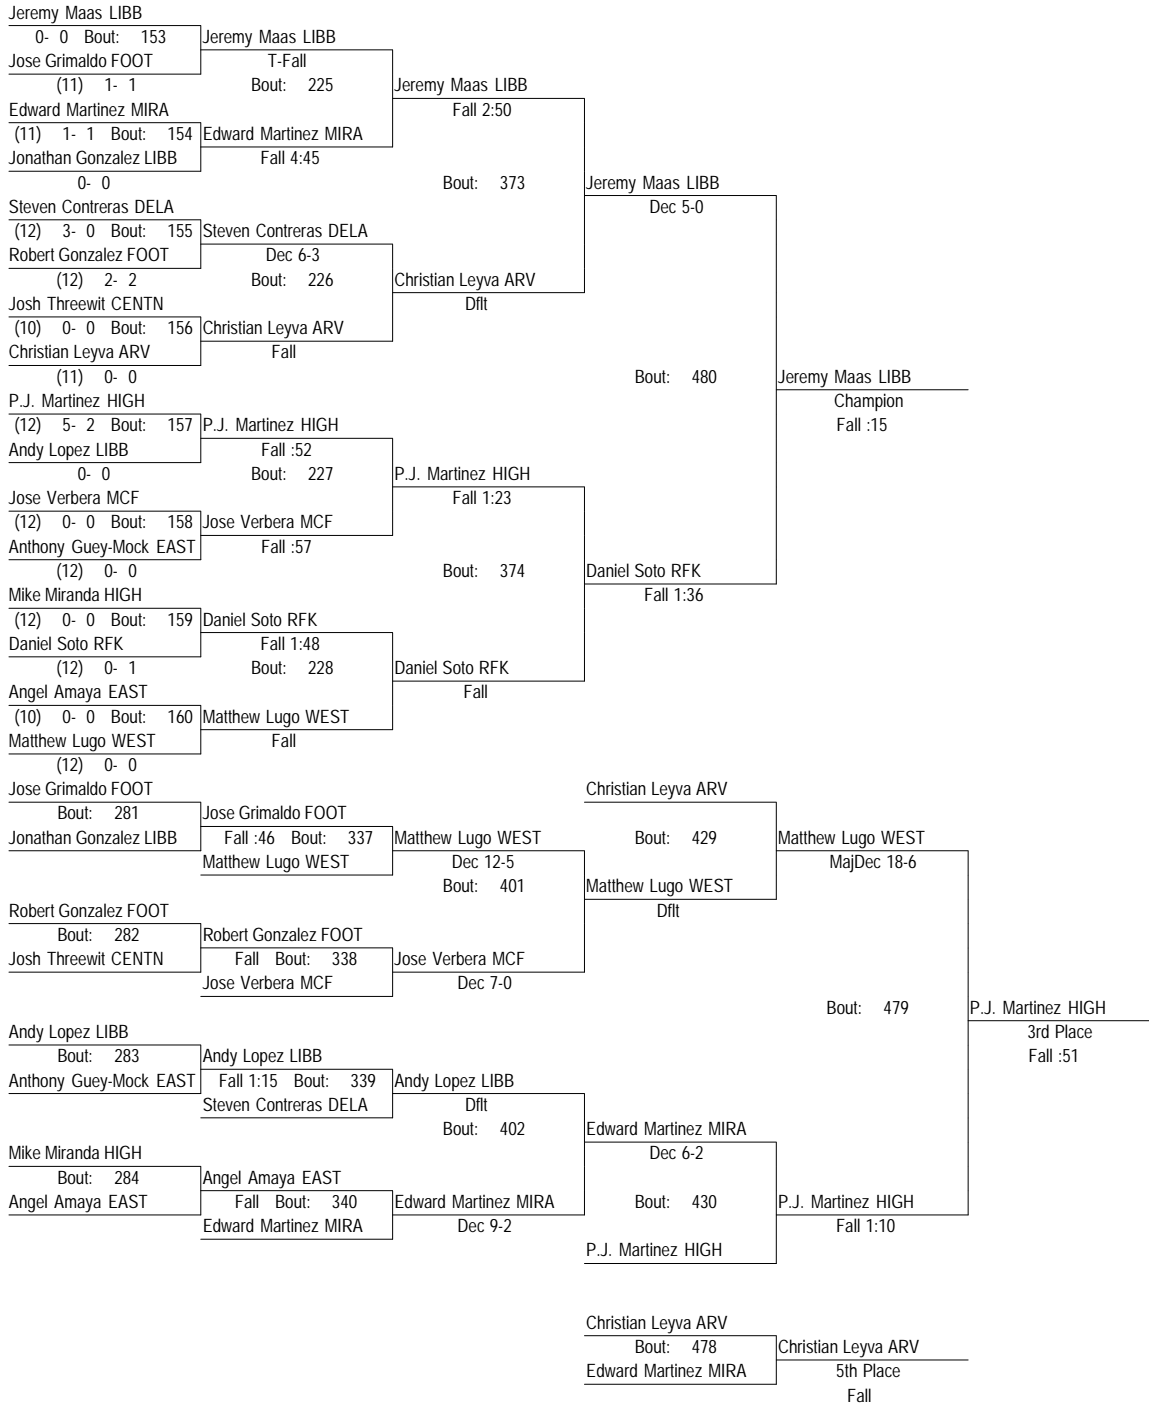 Jeremy Maas LIBB
0- 0 Bout: 153 Jeremy Maas LIBB
Jose Grimaldo FOOT T-Fall
(11) 1- 1 Bout: 225 Jeremy Maas LIBB
Edward Martinez MIRA Fall 2:50
(11) 1- 1 Bout: 154 Edward Martinez MIRA
Jonathan Gonzalez LIBB Fall 4:45
0- 0 Bout: 373 Jeremy Maas LIBB
Steven Contreras DELA Dec 5-0
(12) 3- 0 Bout: 155 Steven Contreras DELA
Robert Gonzalez FOOT Dec 6-3
(12) 2- 2 Bout: 226 Christian Leyva ARV
Josh Threewit CENTN Dflt
(10) 0- 0 Bout: 156 Christian Leyva ARV
Christian Leyva ARV Fall
(11) 0- 0 Bout: 480 Jeremy Maas LIBB
P.J. Martinez HIGH Champion
(12) 5- 2 Bout: 157 P.J. Martinez HIGH Fall :15
Andy Lopez LIBB Fall :52
0- 0 Bout: 227 P.J. Martinez HIGH
Jose Verbera MCF Fall 1:23
(12) 0- 0 Bout: 158 Jose Verbera MCF
Anthony Guey-Mock EAST Fall :57
(12) 0- 0 Bout: 374 Daniel Soto RFK
Mike Miranda HIGH Fall 1:36
(12) 0- 0 Bout: 159 Daniel Soto RFK
Daniel Soto RFK Fall 1:48
(12) 0- 1 Bout: 228 Daniel Soto RFK
Angel Amaya EAST Fall
(10) 0- 0 Bout: 160 Matthew Lugo WEST
Matthew Lugo WEST Fall
(12) 0- 0
Jose Grimaldo FOOT Christian Leyva ARV
Bout: 281 Jose Grimaldo FOOT
Jonathan Gonzalez LIBB Fall :46 Bout: 337 Matthew Lugo WEST Bout: 429 Matthew Lugo WEST
Matthew Lugo WEST Dec 12-5 MajDec 18-6
Bout: 401 Matthew Lugo WEST
Robert Gonzalez FOOT Dflt
Bout: 282 Robert Gonzalez FOOT
Josh Threewit CENTN Fall Bout: 338 Jose Verbera MCF
Jose Verbera MCF Dec 7-0
Bout: 479 P.J. Martinez HIGH
Andy Lopez LIBB 3rd Place
Bout: 283 Andy Lopez LIBB Fall :51
Anthony Guey-Mock EAST Fall 1:15 Bout: 339 Andy Lopez LIBB
Steven Contreras DELA Dflt
Bout: 402 Edward Martinez MIRA
Mike Miranda HIGH Dec 6-2
Bout: 284 Angel Amaya EAST
Angel Amaya EAST Fall Bout: 340 Edward Martinez MIRA Bout: 430 P.J. Martinez HIGH
Edward Martinez MIRA Dec 9-2 Fall 1:10
P.J. Martinez HIGH
Christian Leyva ARV
Bout: 478 Christian Leyva ARV
Edward Martinez MIRA 5th Place
Fall